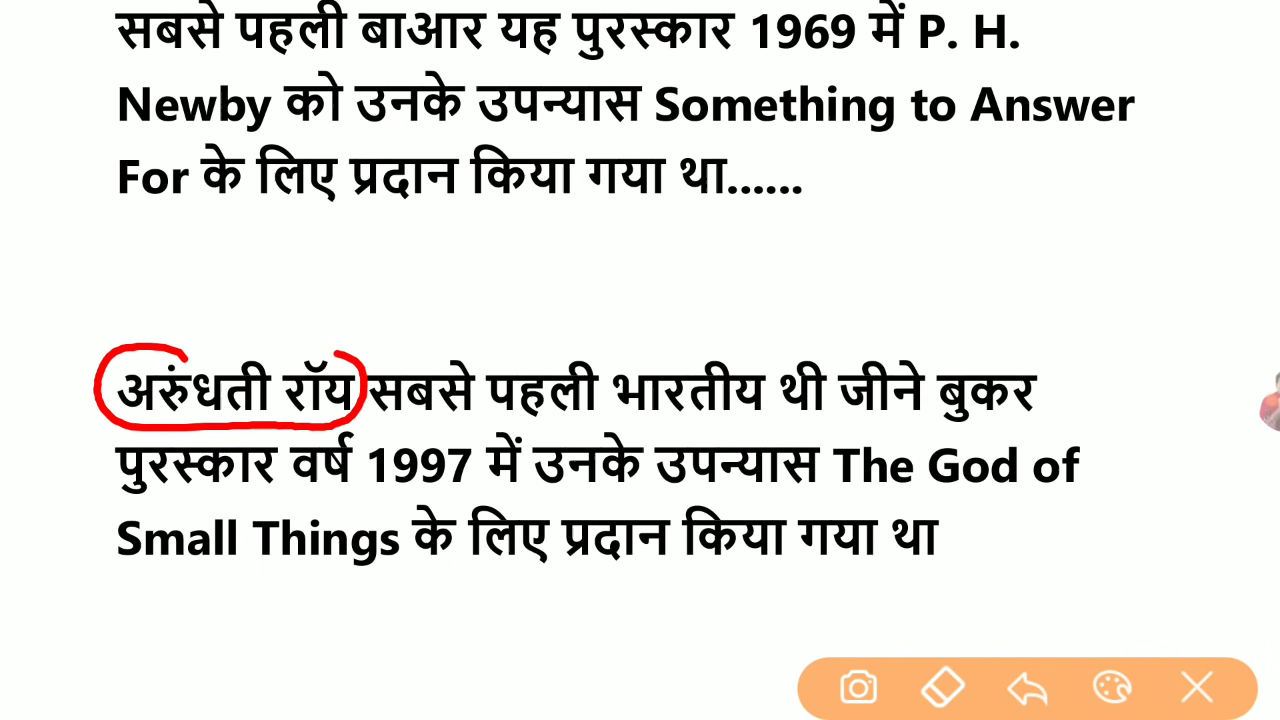 सबसे पहली बाआर यह पुरस्कार 1969 में P. H.
Newby को उनके उपन्यास Something to Answer
For के लिए प्रदान किया गया था......
अरुंधती रॉय सबसे पहली भारतीय थी जीने बुकर
पुरस्कार वर्ष 1997 में उनके उपन्यास The God of
Small Things के लिए प्रदान किया गया था